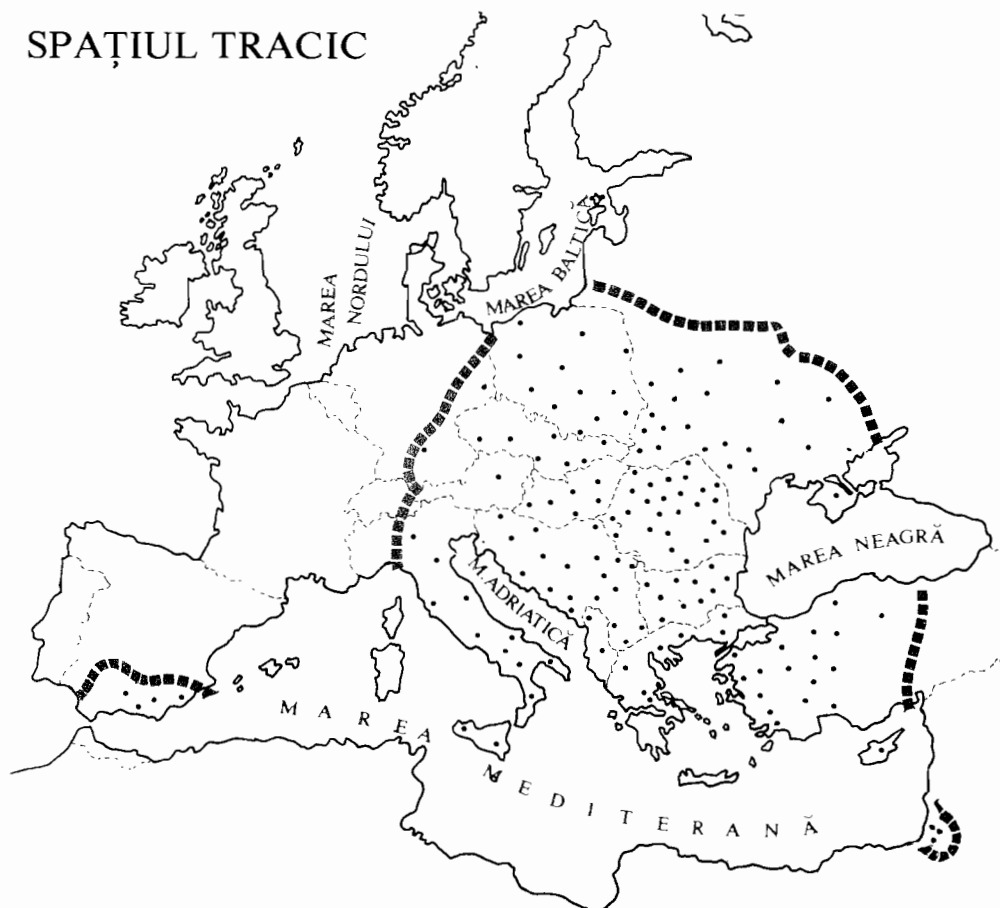 SPAȚIUL TRACIC
MAREA
NORDULUI
MAREA BALTICĂ
MAREA NEAGRĂ
M. ADRIATICĂ
MAREA
MEDITERANĂ